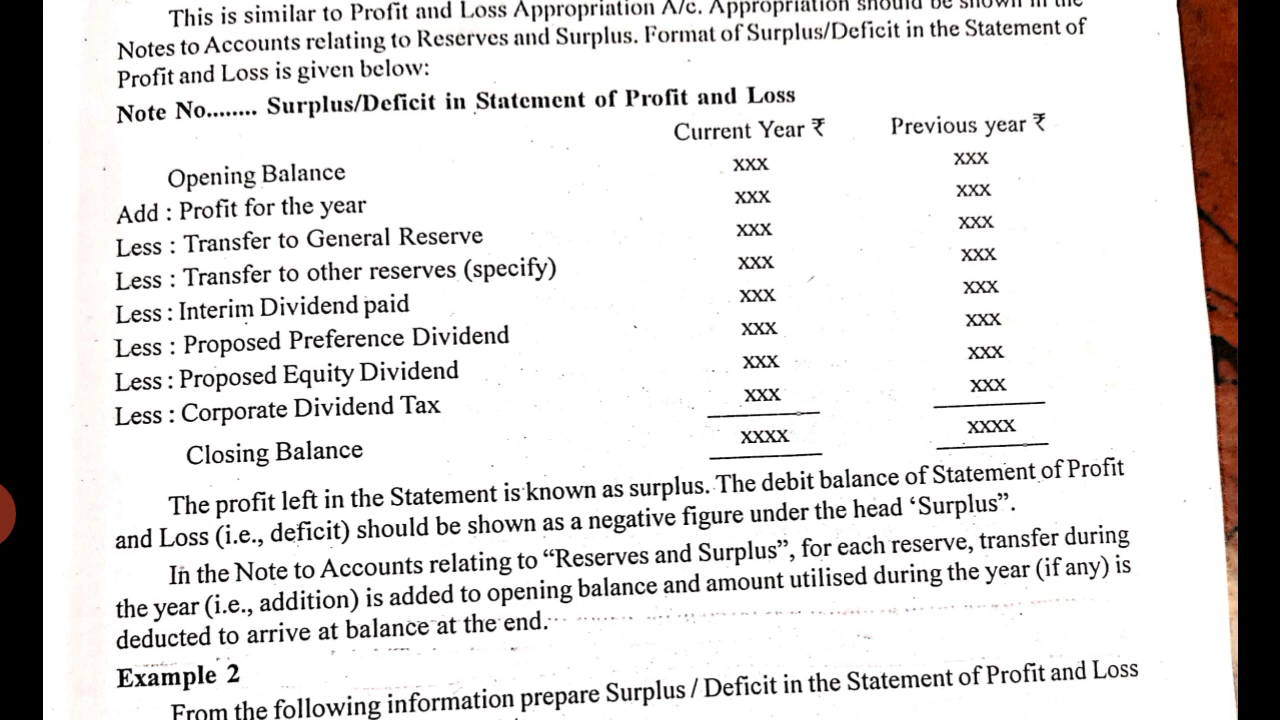 This is similar to Profit and Loss Appropriation A/c. Appropriation should be shown in the
Notes to Accounts relating to Reserves and Surplus. Format of Surplus/Deficit in the Statement of
Profit and Loss is given below:
Note No........ Surplus/Deficit in Statement of Profit and Loss
Current Year ₹ Previous year ₹
Opening Balance xxx xxx
Add : Profit for the year xxx xxx
Less : Transfer to General Reserve xxx xxx
Less : Transfer to other reserves (specify) xxx xxx
Less : Interim Dividend paid xxx xxx
Less : Proposed Preference Dividend xxx xxx
Less : Proposed Equity Dividend xxx xxx
Less : Corporate Dividend Tax xxx xxx
Closing Balance xxxx xxxx
The profit left in the Statement is known as surplus. The debit balance of Statement of Profit
and Loss (i.e., deficit) should be shown as a negative figure under the head ‘Surplus”.
In the Note to Accounts relating to “Reserves and Surplus”, for each reserve, transfer during
the year (i.e., addition) is added to opening balance and amount utilised during the year (if any) is
deducted to arrive at balance at the end.
Example 2
From the following information prepare Surplus / Deficit in the Statement of Profit and Loss